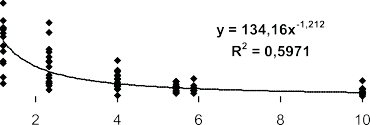 y = 134,16x^-1,212
R² = 0,5971
2 4 6 8 10